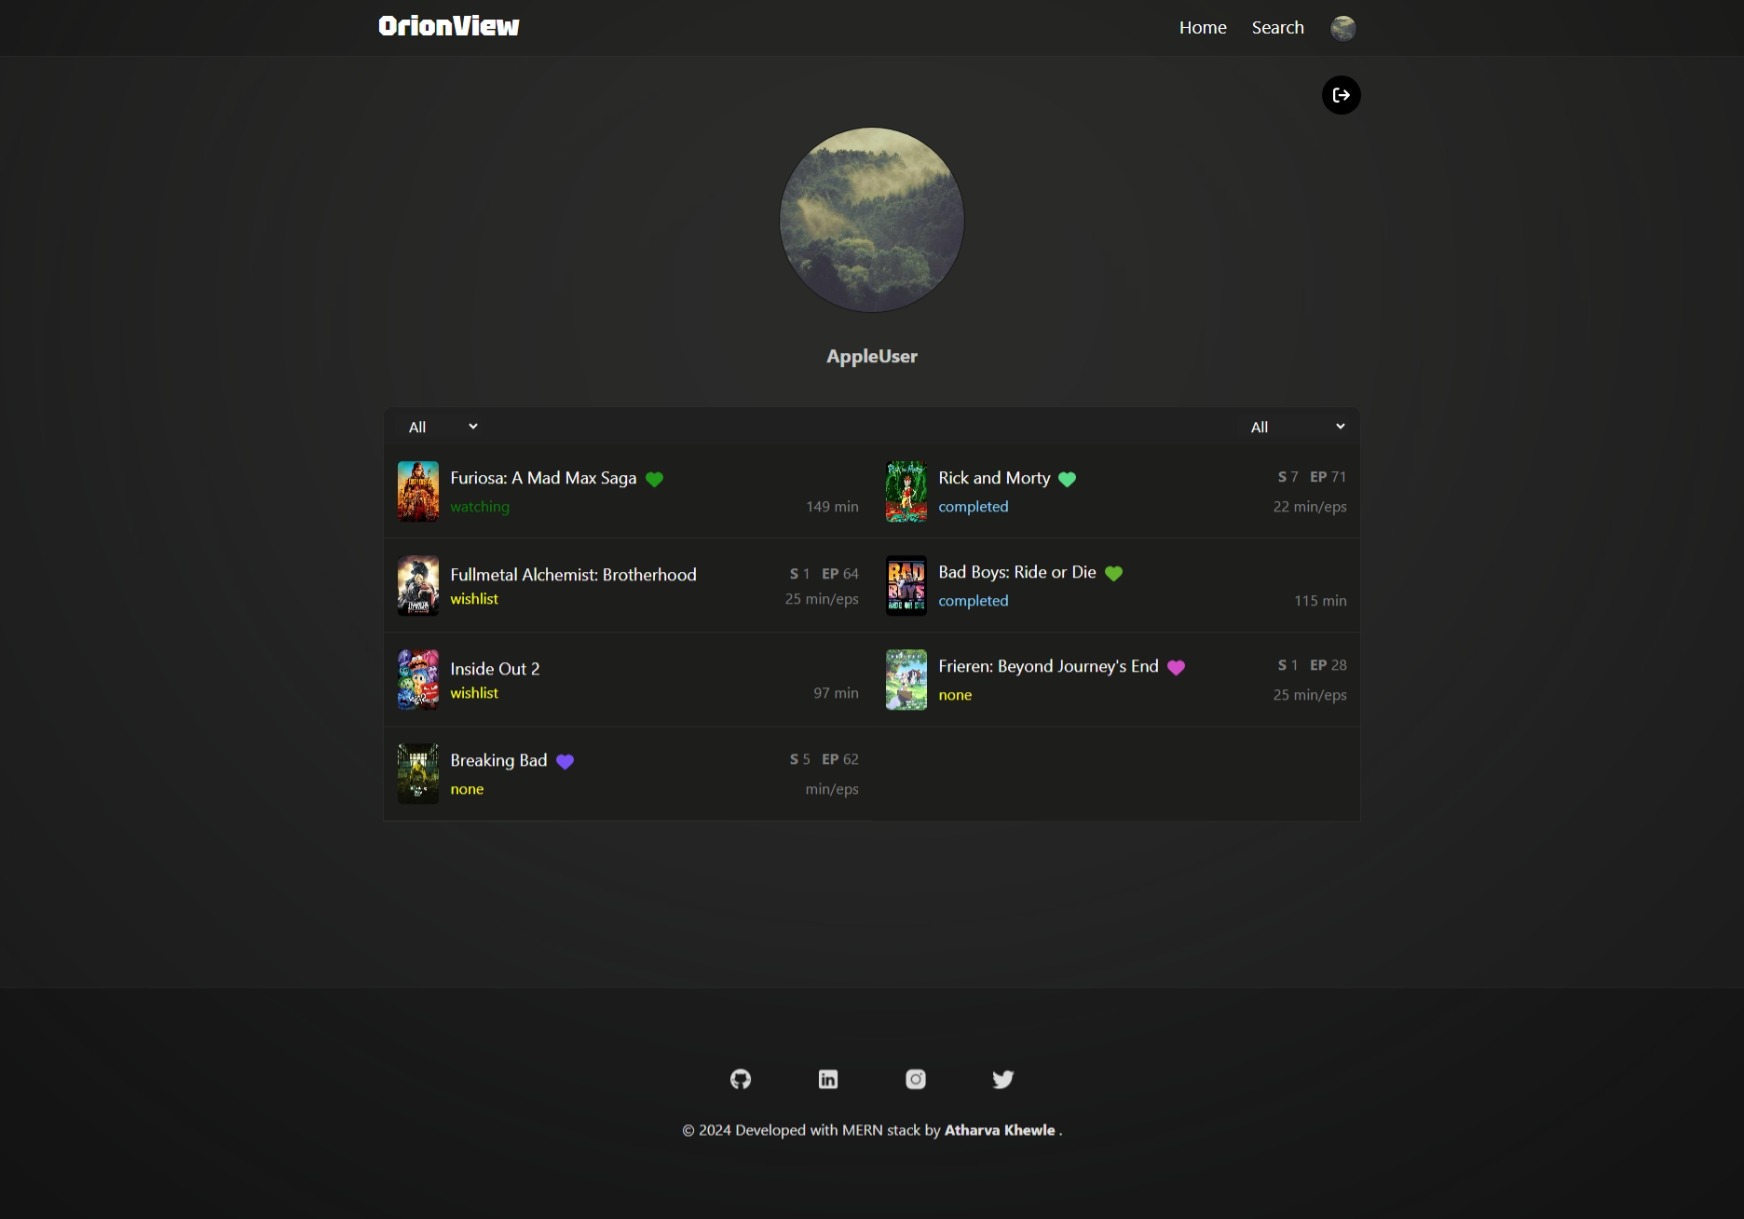 OrionView
Home Search
AppleUser
All
All
Furiosa: A Mad Max Saga
watching
149 min
Rick and Morty
S 7 EP 71
completed
22 min/eps
Fullmetal Alchemist: Brotherhood
S 1 EP 64
wishlist
25 min/eps
BAD
BOYS
Bad Boys: Ride or Die
completed
115 min
Inside Out 2
wishlist
97 min
Frieren: Beyond Journey's End
S 1 EP 28
none
25 min/eps
Breaking Bad
S 5 EP 62
none
min/eps
© 2024 Developed with MERN stack by Atharva Khewle .